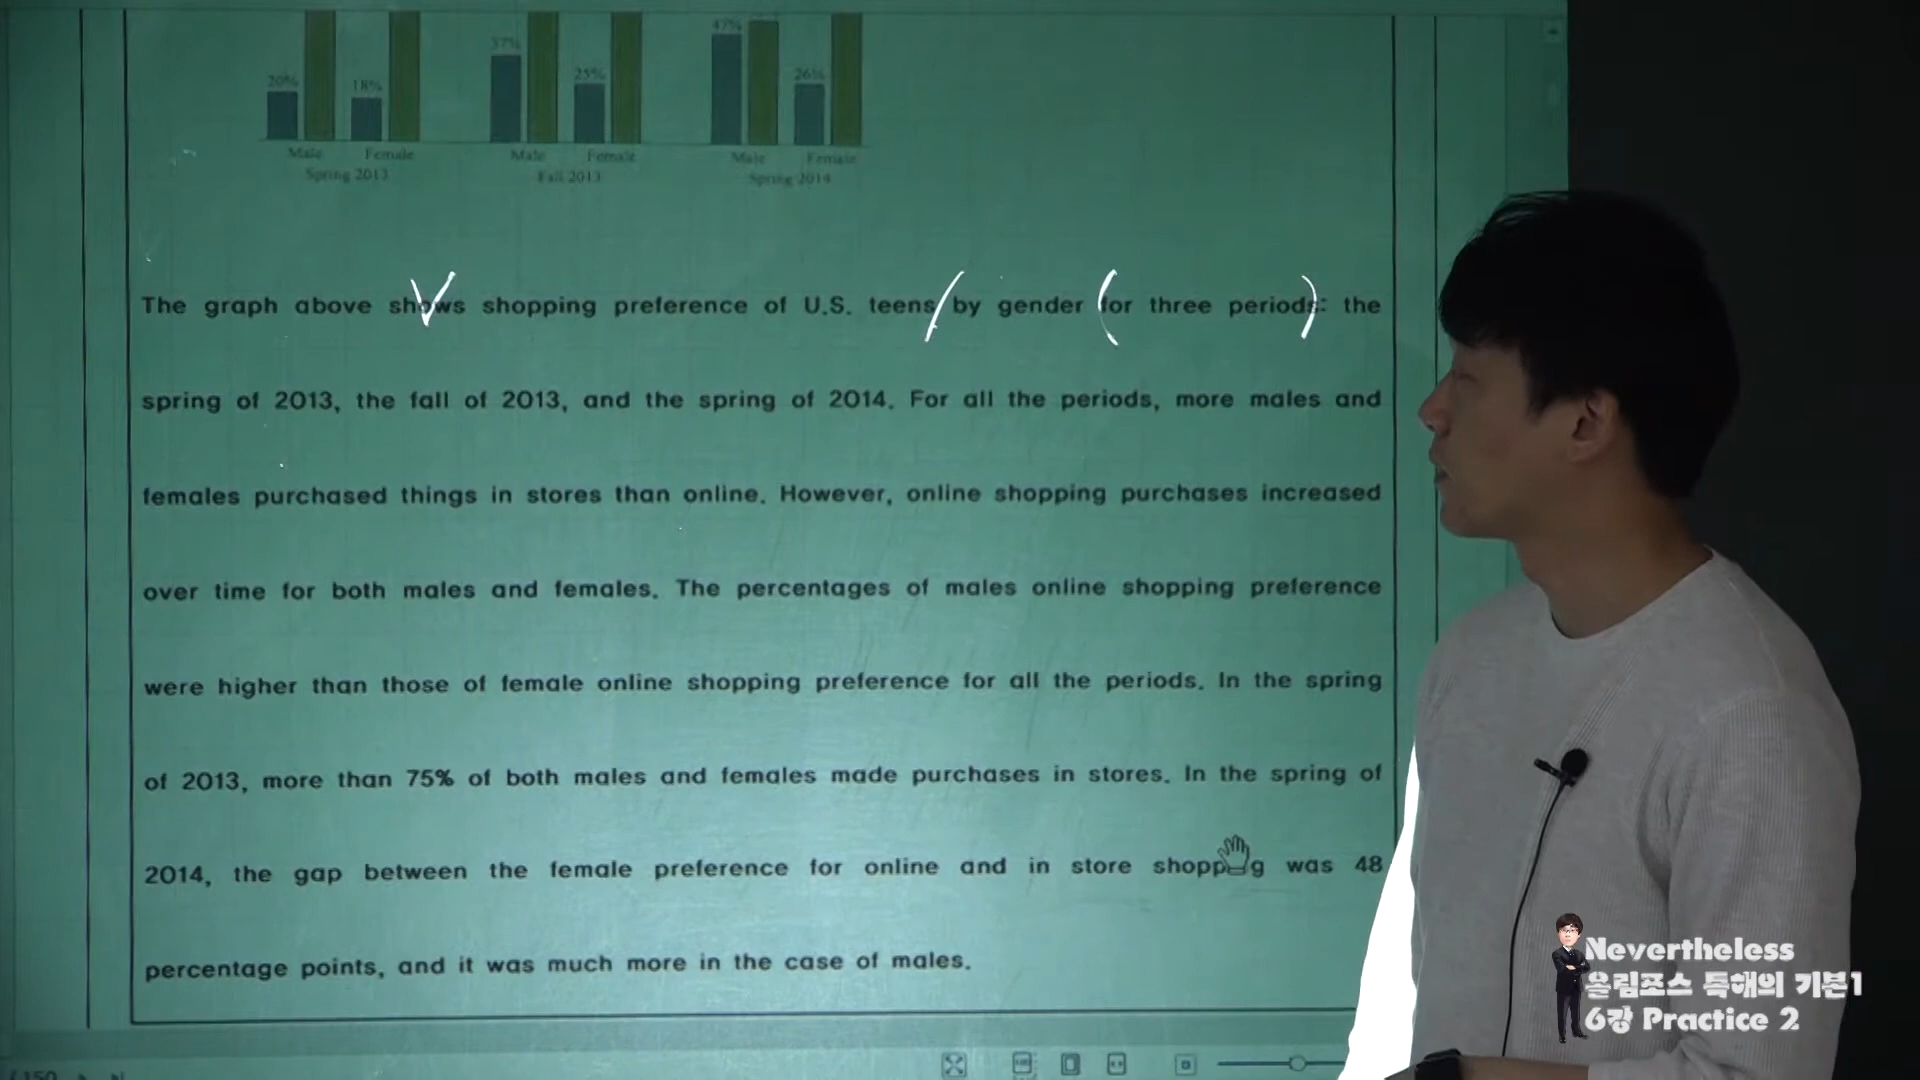 47%
37%
20%
18%
25%
26%
Male Female Male Female Male Female
Spring 2013 Fall 2013 Spring 2014
The graph above shows shopping preference of U.S. teens by gender for three periods: the
spring of 2013, the fall of 2013, and the spring of 2014. For all the periods, more males and
females purchased things in stores than online. However, online shopping purchases increased
over time for both males and females. The percentages of males online shopping preference
were higher than those of female online shopping preference for all the periods. In the spring
of 2013, more than 75% of both males and females made purchases in stores. In the spring of
2014, the gap between the female preference for online and in store shopping was 48
percentage points, and it was much more in the case of males.
Nevertheless
올림포스 독해의 기본1
6강 Practice 2